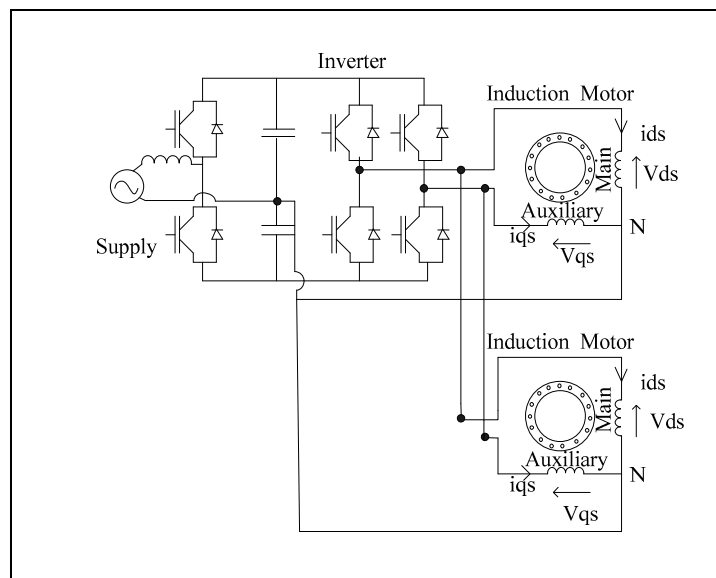 Inverter
Induction Motor
ids
Main
Vds
Auxiliary
N
iqs
Vqs
Supply
Induction Motor
ids
Main
Vds
Auxiliary
N
iqs
Vqs